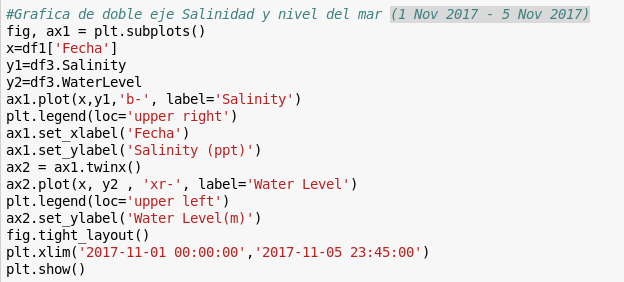 #Grafica de doble eje Salinidad y nivel del mar (1 Nov 2017 - 5 Nov 2017)
fig, ax1 = plt.subplots()
x=df1['Fecha']
y1=df3.Salinity
y2=df3.WaterLevel
ax1.plot(x,y1,'b-', label='Salinity')
plt.legend(loc='upper right')
ax1.set_xlabel('Fecha')
ax1.set_ylabel('Salinity (ppt)')
ax2 = ax1.twinx()
ax2.plot(x, y2 , 'xr-', label='Water Level')
plt.legend(loc='upper left')
ax2.set_ylabel('Water Level(m)')
fig.tight_layout()
plt.xlim('2017-11-01 00:00:00','2017-11-05 23:45:00')
plt.show()